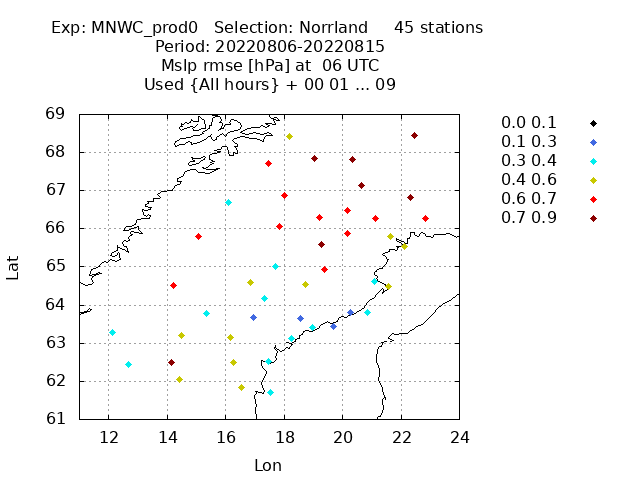 Exp: MNWC_prod0 Selection: Norrland 45 stations
Period: 20220806-20220815
Mslp rmse [hPa] at 06 UTC
Used {All hours} + 00 01 ... 09
69
68
67
66
65
64
63
62
61
Lat
12 14 16 18 20 22 24
Lon
0.0 0.1
0.1 0.3
0.3 0.4
0.4 0.6
0.6 0.7
0.7 0.9